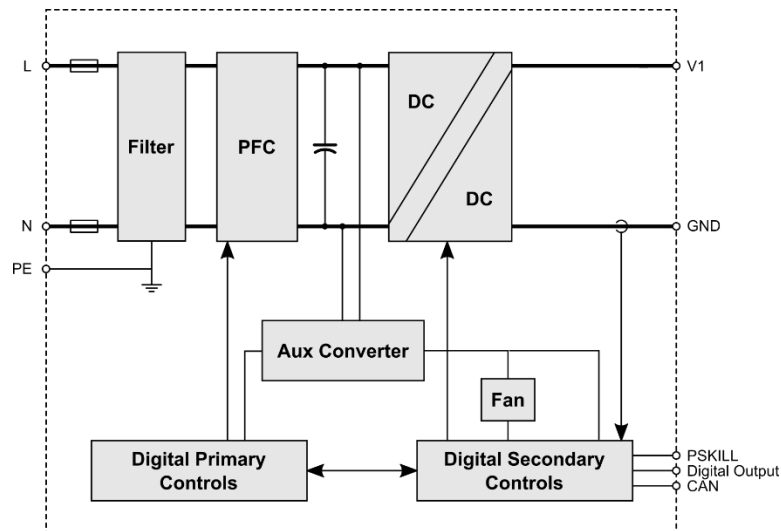 L
V1
DC
Filter
PFC
DC
N
GND
PE
Aux Converter
Fan
Digital Primary
Controls
Digital Secondary
Controls
PSKILL
Digital Output
CAN